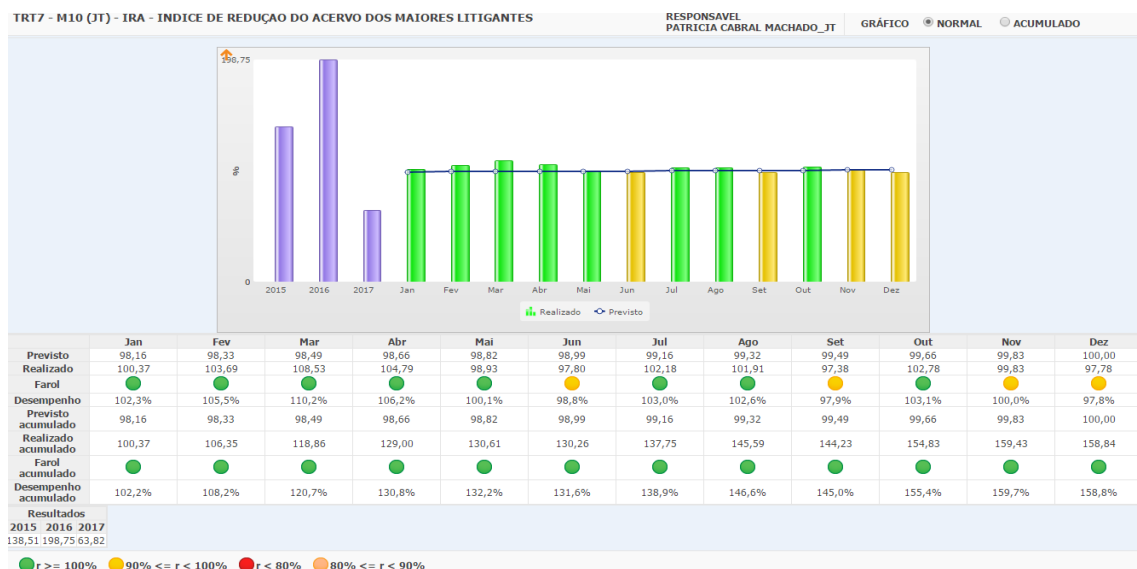 TRT7 - M10 (JT) - IRA - INDICE DE REDUÇÃO DO ACERVO DOS MAIORES LITIGANTES
RESPONSAVEL
PATRICIA CABRAL MACHADO_JT
GRÁFICO NORMAL ACUMULADO
198,75
%
0
2015 2016 2017 Jan Fev Mar Abr Mai Jun Jul Ago Set Out Nov Dez
Realizado Previsto
Jan Fev Mar Abr Mai Jun Jul Ago Set Out Nov Dez
Previsto 98,16 98,33 98,49 98,66 98,82 98,99 99,16 99,32 99,49 99,66 99,83 100,00
Realizado 100,37 103,69 108,53 104,79 98,93 97,80 102,18 101,91 97,38 102,78 99,83 97,78
Farol
Desempenho 102,3% 105,5% 110,2% 106,2% 100,1% 98,8% 103,0% 102,6% 97,9% 103,1% 100,0% 97,8%
Previsto
acumulado 98,16 98,33 98,49 98,66 98,82 98,99 99,16 99,32 99,49 99,66 99,83 100,00
Realizado
acumulado 100,37 106,35 118,86 129,00 130,61 130,26 137,75 145,59 144,23 154,83 159,43 158,84
Farol
acumulado
Desempenho
acumulado 102,2% 108,2% 120,7% 130,8% 132,2% 131,6% 138,9% 146,6% 145,0% 155,4% 159,7% 158,8%
Resultados
2015 2016 2017
138,51 198,75 63,82
r >= 100% 90% <= r < 100% r < 80% 80% <= r < 90%